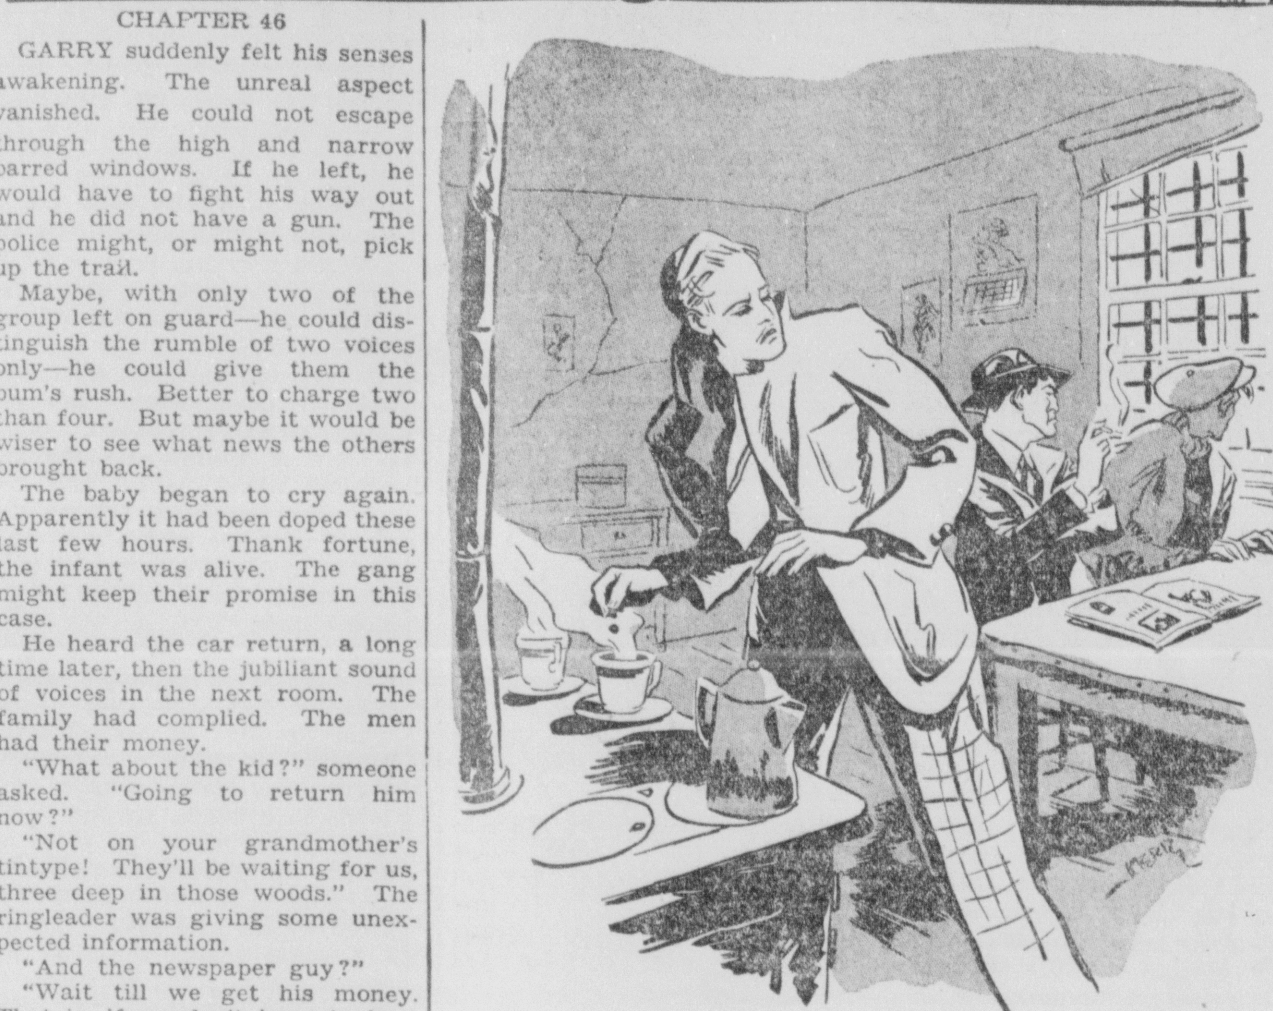 CHAPTER 46
GARRY suddenly felt his senses
awakening. The unreal aspect
vanished. He could not escape
through the high and narrow
barred windows. If he left, he
would have to fight his way out
and he did not have a gun. The
police might, or might not, pick
up the trail.
Maybe, with only two of the
group left on guard—he could dis-
tinguish the rumble of two voices
only—he could give them the
bum's rush. Better to charge two
than four. But maybe it would be
wiser to see what news the others
brought back.
The baby began to cry again.
Apparently it had been doped these
last few hours. Thank fortune,
the infant was alive. The gang
might keep their promise in this
case.
He heard the car return, a long
time later, then the jubiliant sound
of voices in the next room. The
family had complied. The men
had their money.
"What about the kid?" someone
asked. "Going to return him
now?"
"Not on your grandmother's
tintype! They'll be waiting for us,
three deep in those woods." The
ringleader was giving some unex-
pected information.
"And the newspaper guy?"
"Wait till we get his money.